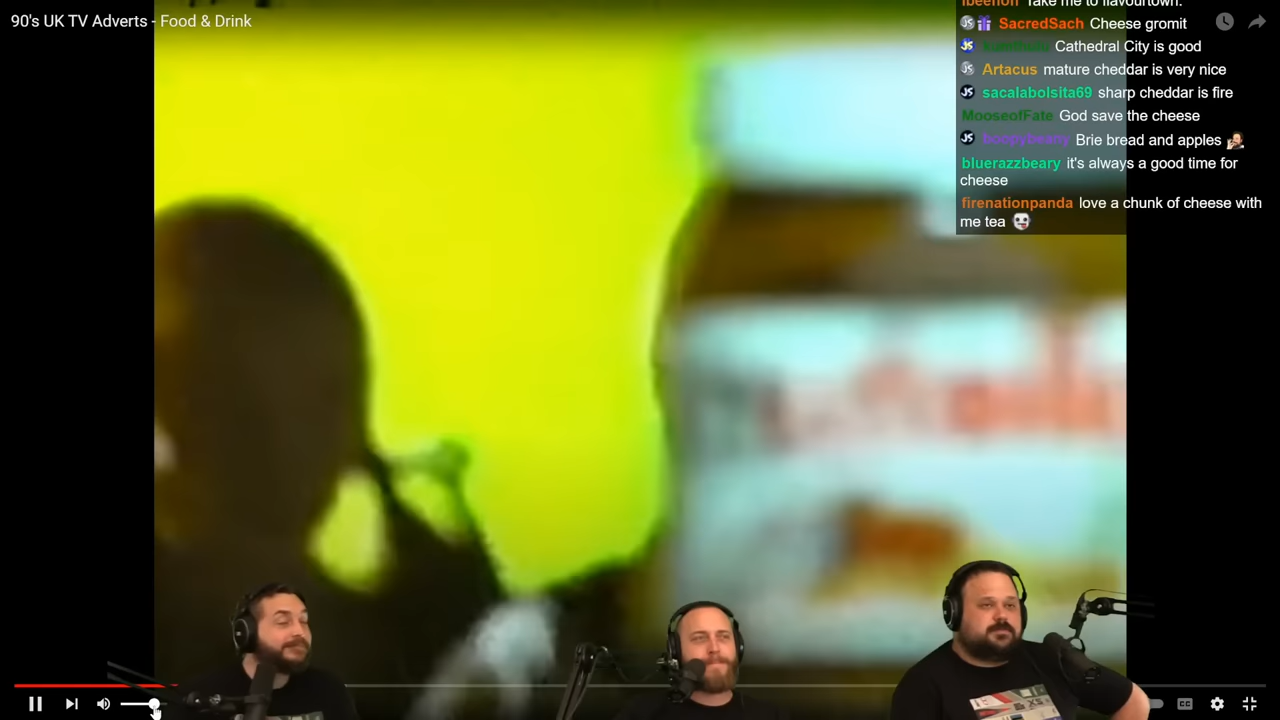 90's UK TV Adverts - Food & Drink
Take me to flavourtown.
SacredSach Cheese gromit
Cathedral City is good
Artacus mature cheddar is very nice
sacalabolsita69 sharp cheddar is fire
MooseofFate God save the cheese
boopybeany Brie bread and apples
bluerazzbeary it's always a good time for
cheese
firenationpanda love a chunk of cheese with
me tea
CC